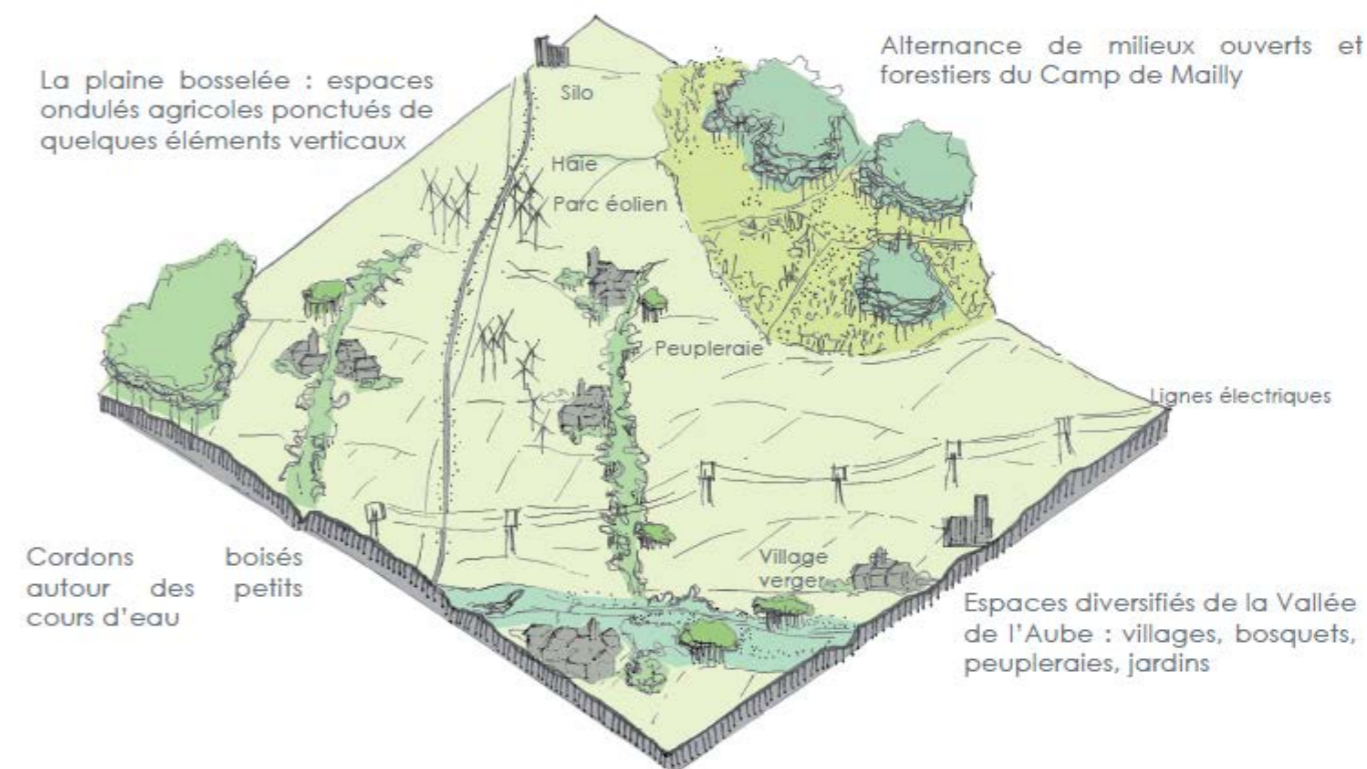 La plaine bosselée : espaces
ondulés agricoles ponctués de
quelques éléments verticaux
Alternance de milieux ouverts et
forestiers du Camp de Mailly
Silo
Haie
Parc éolien
Peupleraie
Lignes électriques
Cordons boisés
autour des petits
cours d'eau
Village
verger
Espaces diversifiés de la Vallée
de l'Aube : villages, bosquets,
peupleraies, jardins